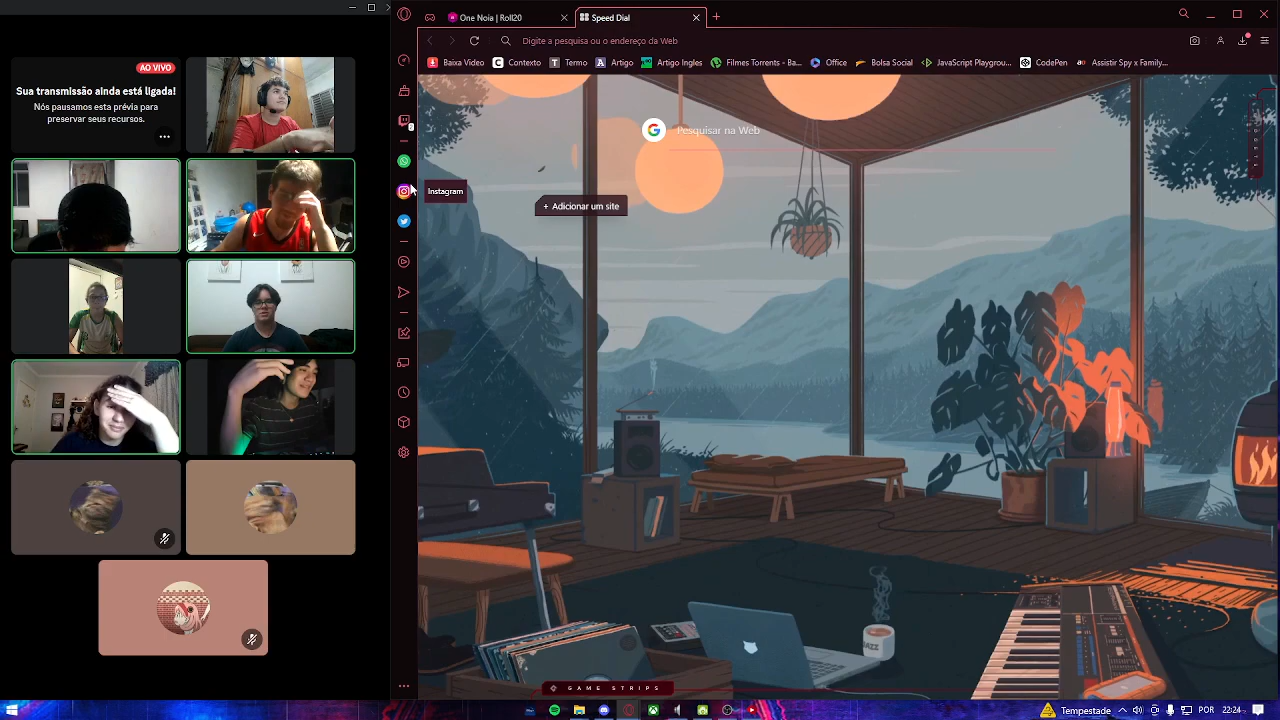 One Noia | Roll20
Speed Dial
Digite a pesquisa ou o endereço da Web
Baixa Video
Contexto
Termo
Artigo
Artigo Ingles
Filmes Torrents - Ba...
Office
Bolsa Social
JavaScript Playgrou...
CodePen
Assistir Spy x Family...
AO VIVO
Sua transmissão ainda está ligada!
Nós pausamos esta prévia para
preservar seus recursos.
Pesquisar na Web
Instagram
+ Adicionar um site
JAZZ
GAME STRIPS
Tempestade
POR
22:24